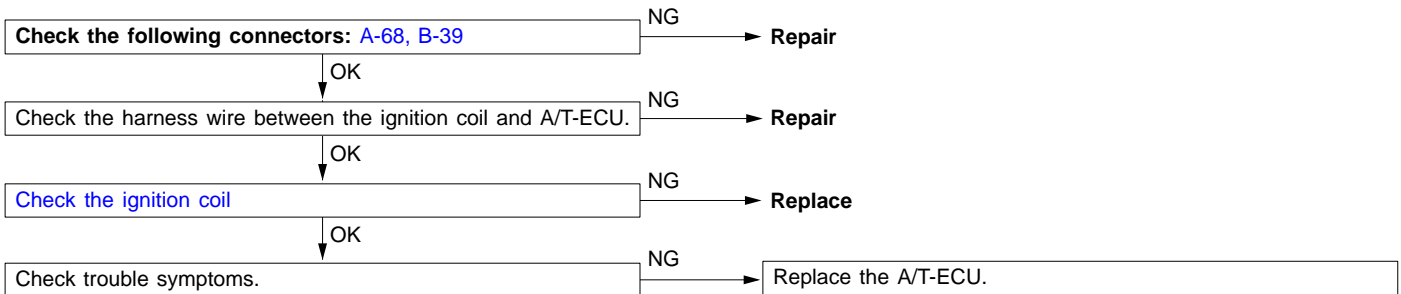 NG
Check the following connectors: A-68, B-39
Repair
OK
NG
Check the harness wire between the ignition coil and A/T-ECU.
Repair
OK
NG
Check the ignition coil
Replace
OK
NG
Check trouble symptoms.
Replace the A/T-ECU.